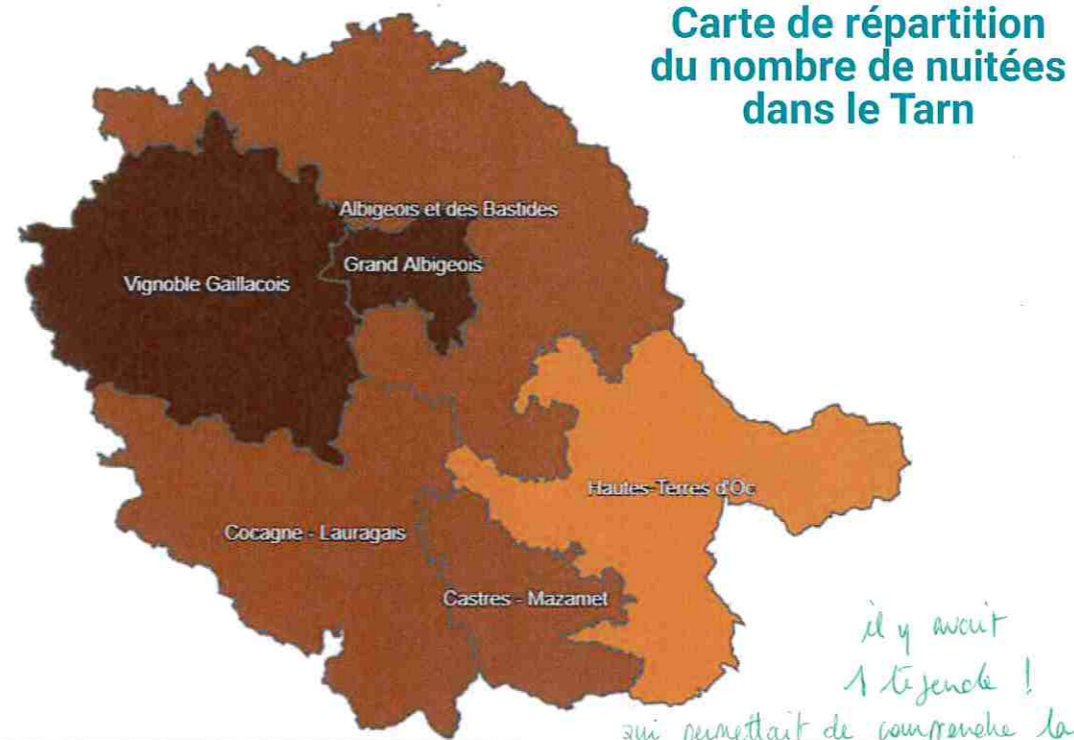 Carte de répartition
du nombre de nuitées
dans le Tarn
Albigeois et des Bastides
Grand Albigeois
Vignoble Gaillacois
Hautes-Terres d'Oc
Cocagne - Lauragais
Castres - Mazamet
il y avait
1 légende !
qui permettait de comprendre la